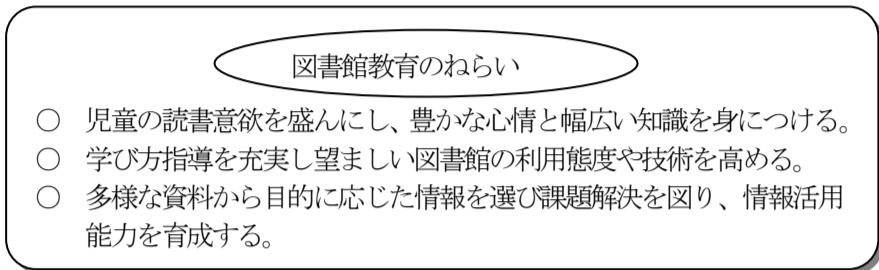 図書館教育のねらい
○ 児童の読書意欲を盛んにし、豊かな心情と幅広い知識を身につける。
○ 学び方指導を充実し望ましい図書館の利用態度や技術を高める。
○ 多様な資料から目的に応じた情報を選び課題解決を図り、情報活用
能力を育成する。